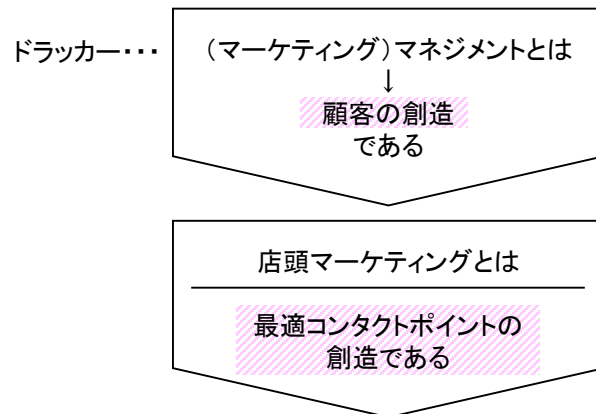 ドラッカー・・・
（マーケティング）マネジメントとは
↓
顧客の創造
である
店頭マーケティングとは
最適コンタクトポイントの
創造である